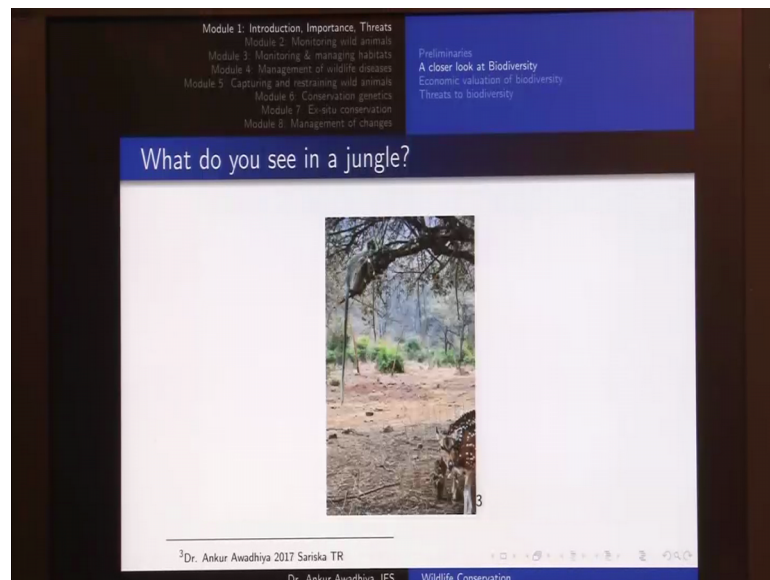 Module 1: Introduction, Importance, Threats
Module 2: Monitoring wild animals
Module 3: Monitoring & managing habitats
Module 4: Management of wildlife diseases
Module 5: Capturing and restraining wild animals
Module 6: Conservation genetics
Module 7: Ex-situ conservation
Module 8: Management of changes
Preliminaries
A closer look at Biodiversity
Economic valuation of biodiversity
Threats to biodiversity
What do you see in a jungle?
3
3Dr. Ankur Awadhiya 2017 Sariska TR
Dr. Ankur Awadhiya, IFS
Wildlife Conservation